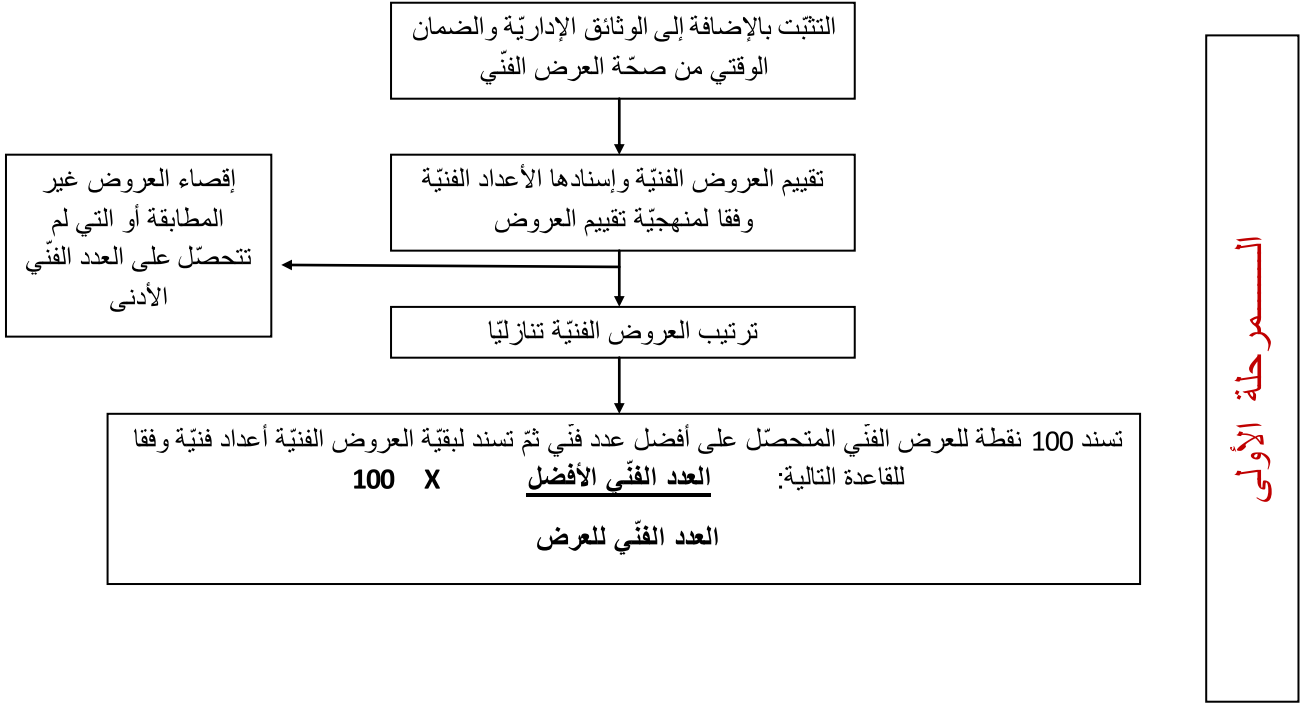 التثبّت بالإضافة إلى الوثائق الإداريّة والضمان
الوقتي من صحّة العرض الفنّي
تقييم العروض الفنيّة وإسنادها الأعداد الفنيّة
وفقا لمنهجيّة تقييم العروض
إقصاء العروض غير
المطابقة أو التي لم
تتحصّل على العدد الفنّي
الأدنى
ترتيب العروض الفنيّة تنازليّا
تسند 100 نقطة للعرض الفنّي المتحصّل على أفضل عدد فنّي ثمّ تسند لبقيّة العروض الفنيّة أعداد فنيّة وفقا
للقاعدة التالية: العدد الفنّي الأفضل X 100
العدد الفنّي للعرض
الـــــــمرحلة الأولى